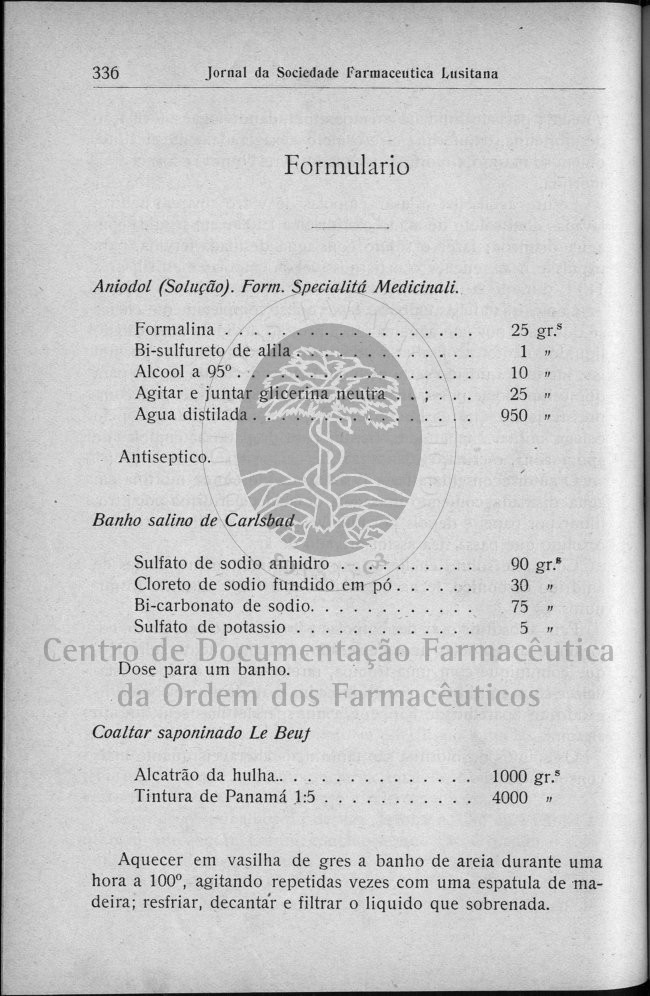 336 Jornal da Sociedade Farmaceutica Lusitana
Formulario
Aniodol (Solução). Form. Specialitá Medicinali.
Formalina . . . . . . . . . . . . . . . . . 25 gr.s
Bi-sulfureto de alila . . . . . . . . . . . . 1 "
Alcool a 95º . . . . . . . . . . . . . . . . 10 "
Agitar e juntar glicerina neutra . . ; . . . 25 "
Agua distilada . . . . . . . . . . . . . . . 950 "
Antiseptico.
Banho salino de Carlsbad
Sulfato de sodio anhidro . . . . . . . . . . 90 gr.s
Cloreto de sodio fundido em pó . . . . . . 30 "
Bi-carbonato de sodio. . . . . . . . . . . . 75 "
Sulfato de potassio . . . . . . . . . . . . . 5 "
Centro de Documentação Farmacêutica
Dose para um banho.
da Ordem dos Farmacêuticos
Coaltar saponinado Le Beuf
Alcatrão da hulha.. . . . . . . . . . . . . . 1000 gr.s
Tintura de Panamá 1:5 . . . . . . . . . . . 4000 "
Aquecer em vasilha de gres a banho de areia durante uma
hora a 100º, agitando repetidas vezes com uma espatula de ma-
deira; resfriar, decantar e filtrar o liquido que sobrenada.